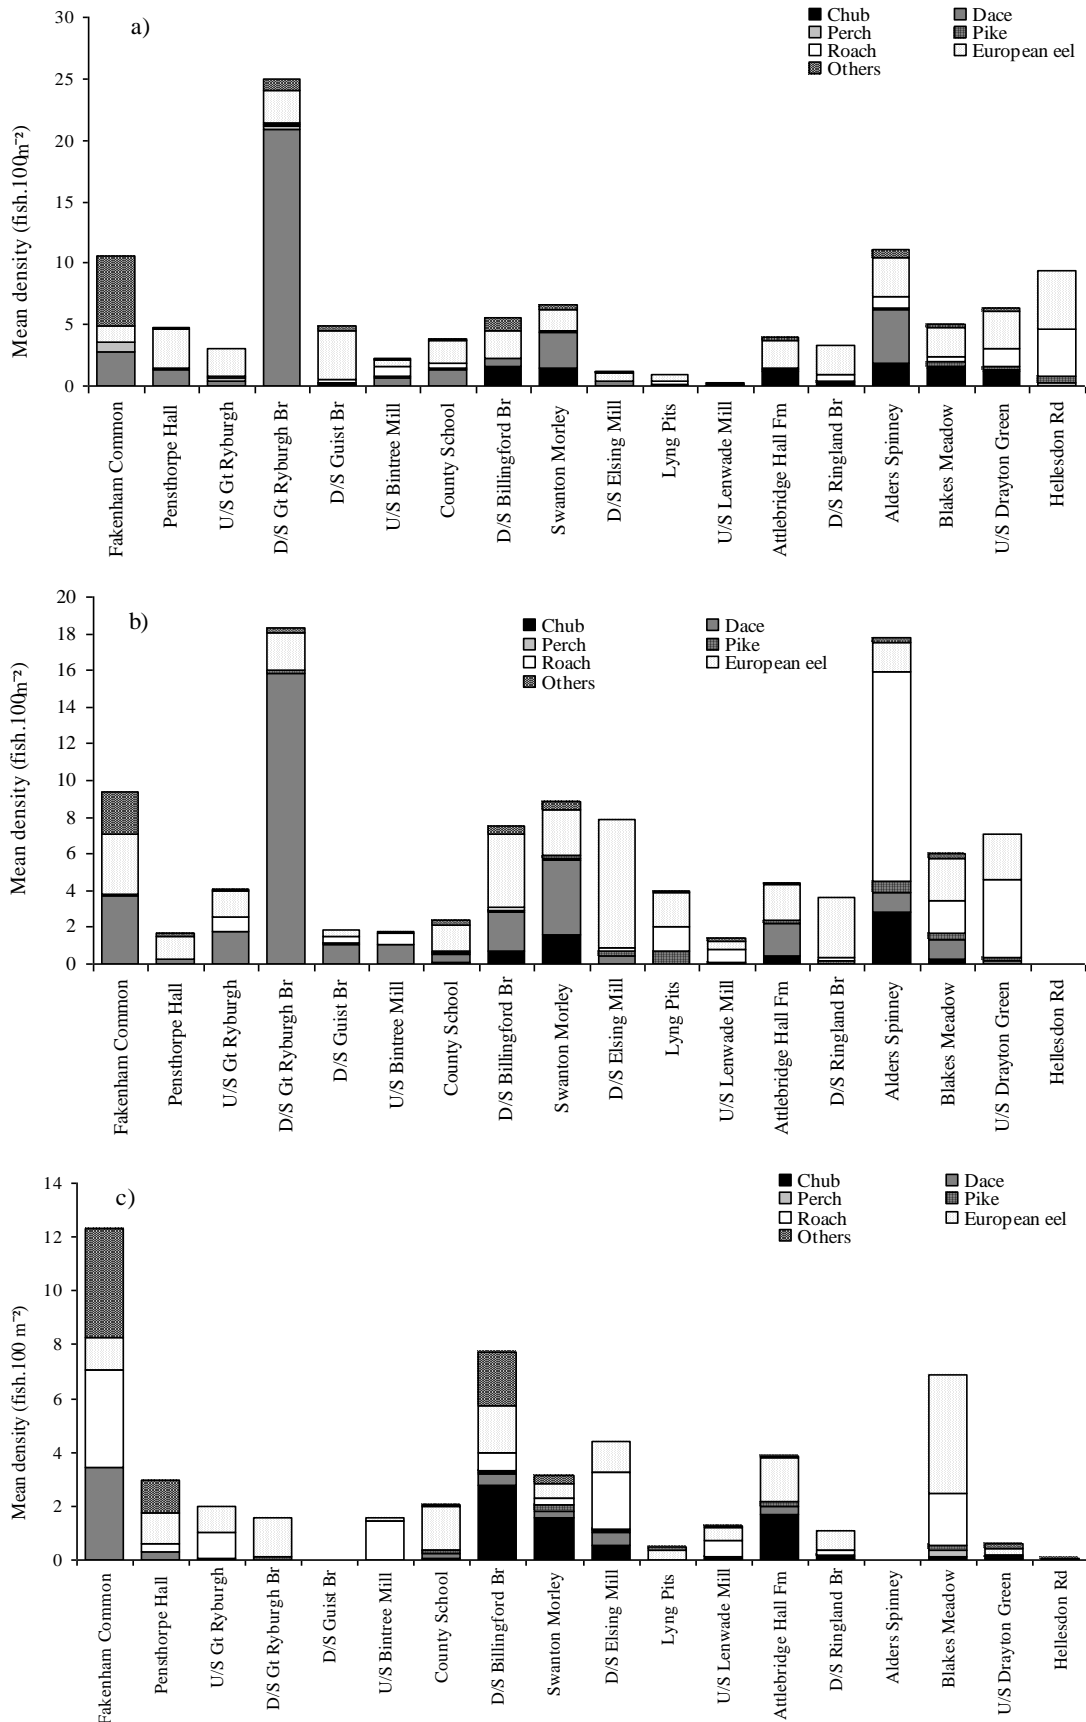 a)
Chub
Dace
Perch
Pike
Roach
European eel
Others
Mean density (fish.100m⁻²)
30
25
20
15
10
5
0
Fakenham Common
Pensthorpe Hall
U/S Gt Ryburgh
D/S Gt Ryburgh Br
D/S Guist Br
U/S Bintree Mill
County School
D/S Billingford Br
Swanton Morley
D/S Elsing Mill
Lyng Pits
U/S Lenwade Mill
Attlebridge Hall Fm
D/S Ringland Br
Alders Spinney
Blakes Meadow
U/S Drayton Green
Hellesdon Rd
b)
Chub
Dace
Perch
Pike
Roach
European eel
Others
Mean density (fish.100m⁻²)
20
18
16
14
12
10
8
6
4
2
0
Fakenham Common
Pensthorpe Hall
U/S Gt Ryburgh
D/S Gt Ryburgh Br
D/S Guist Br
U/S Bintree Mill
County School
D/S Billingford Br
Swanton Morley
D/S Elsing Mill
Lyng Pits
U/S Lenwade Mill
Attlebridge Hall Fm
D/S Ringland Br
Alders Spinney
Blakes Meadow
U/S Drayton Green
Hellesdon Rd
c)
Chub
Dace
Perch
Pike
Roach
European eel
Others
Mean density (fish.100 m⁻²)
14
12
10
8
6
4
2
0
Fakenham Common
Pensthorpe Hall
U/S Gt Ryburgh
D/S Gt Ryburgh Br
D/S Guist Br
U/S Bintree Mill
County School
D/S Billingford Br
Swanton Morley
D/S Elsing Mill
Lyng Pits
U/S Lenwade Mill
Attlebridge Hall Fm
D/S Ringland Br
Alders Spinney
Blakes Meadow
U/S Drayton Green
Hellesdon Rd